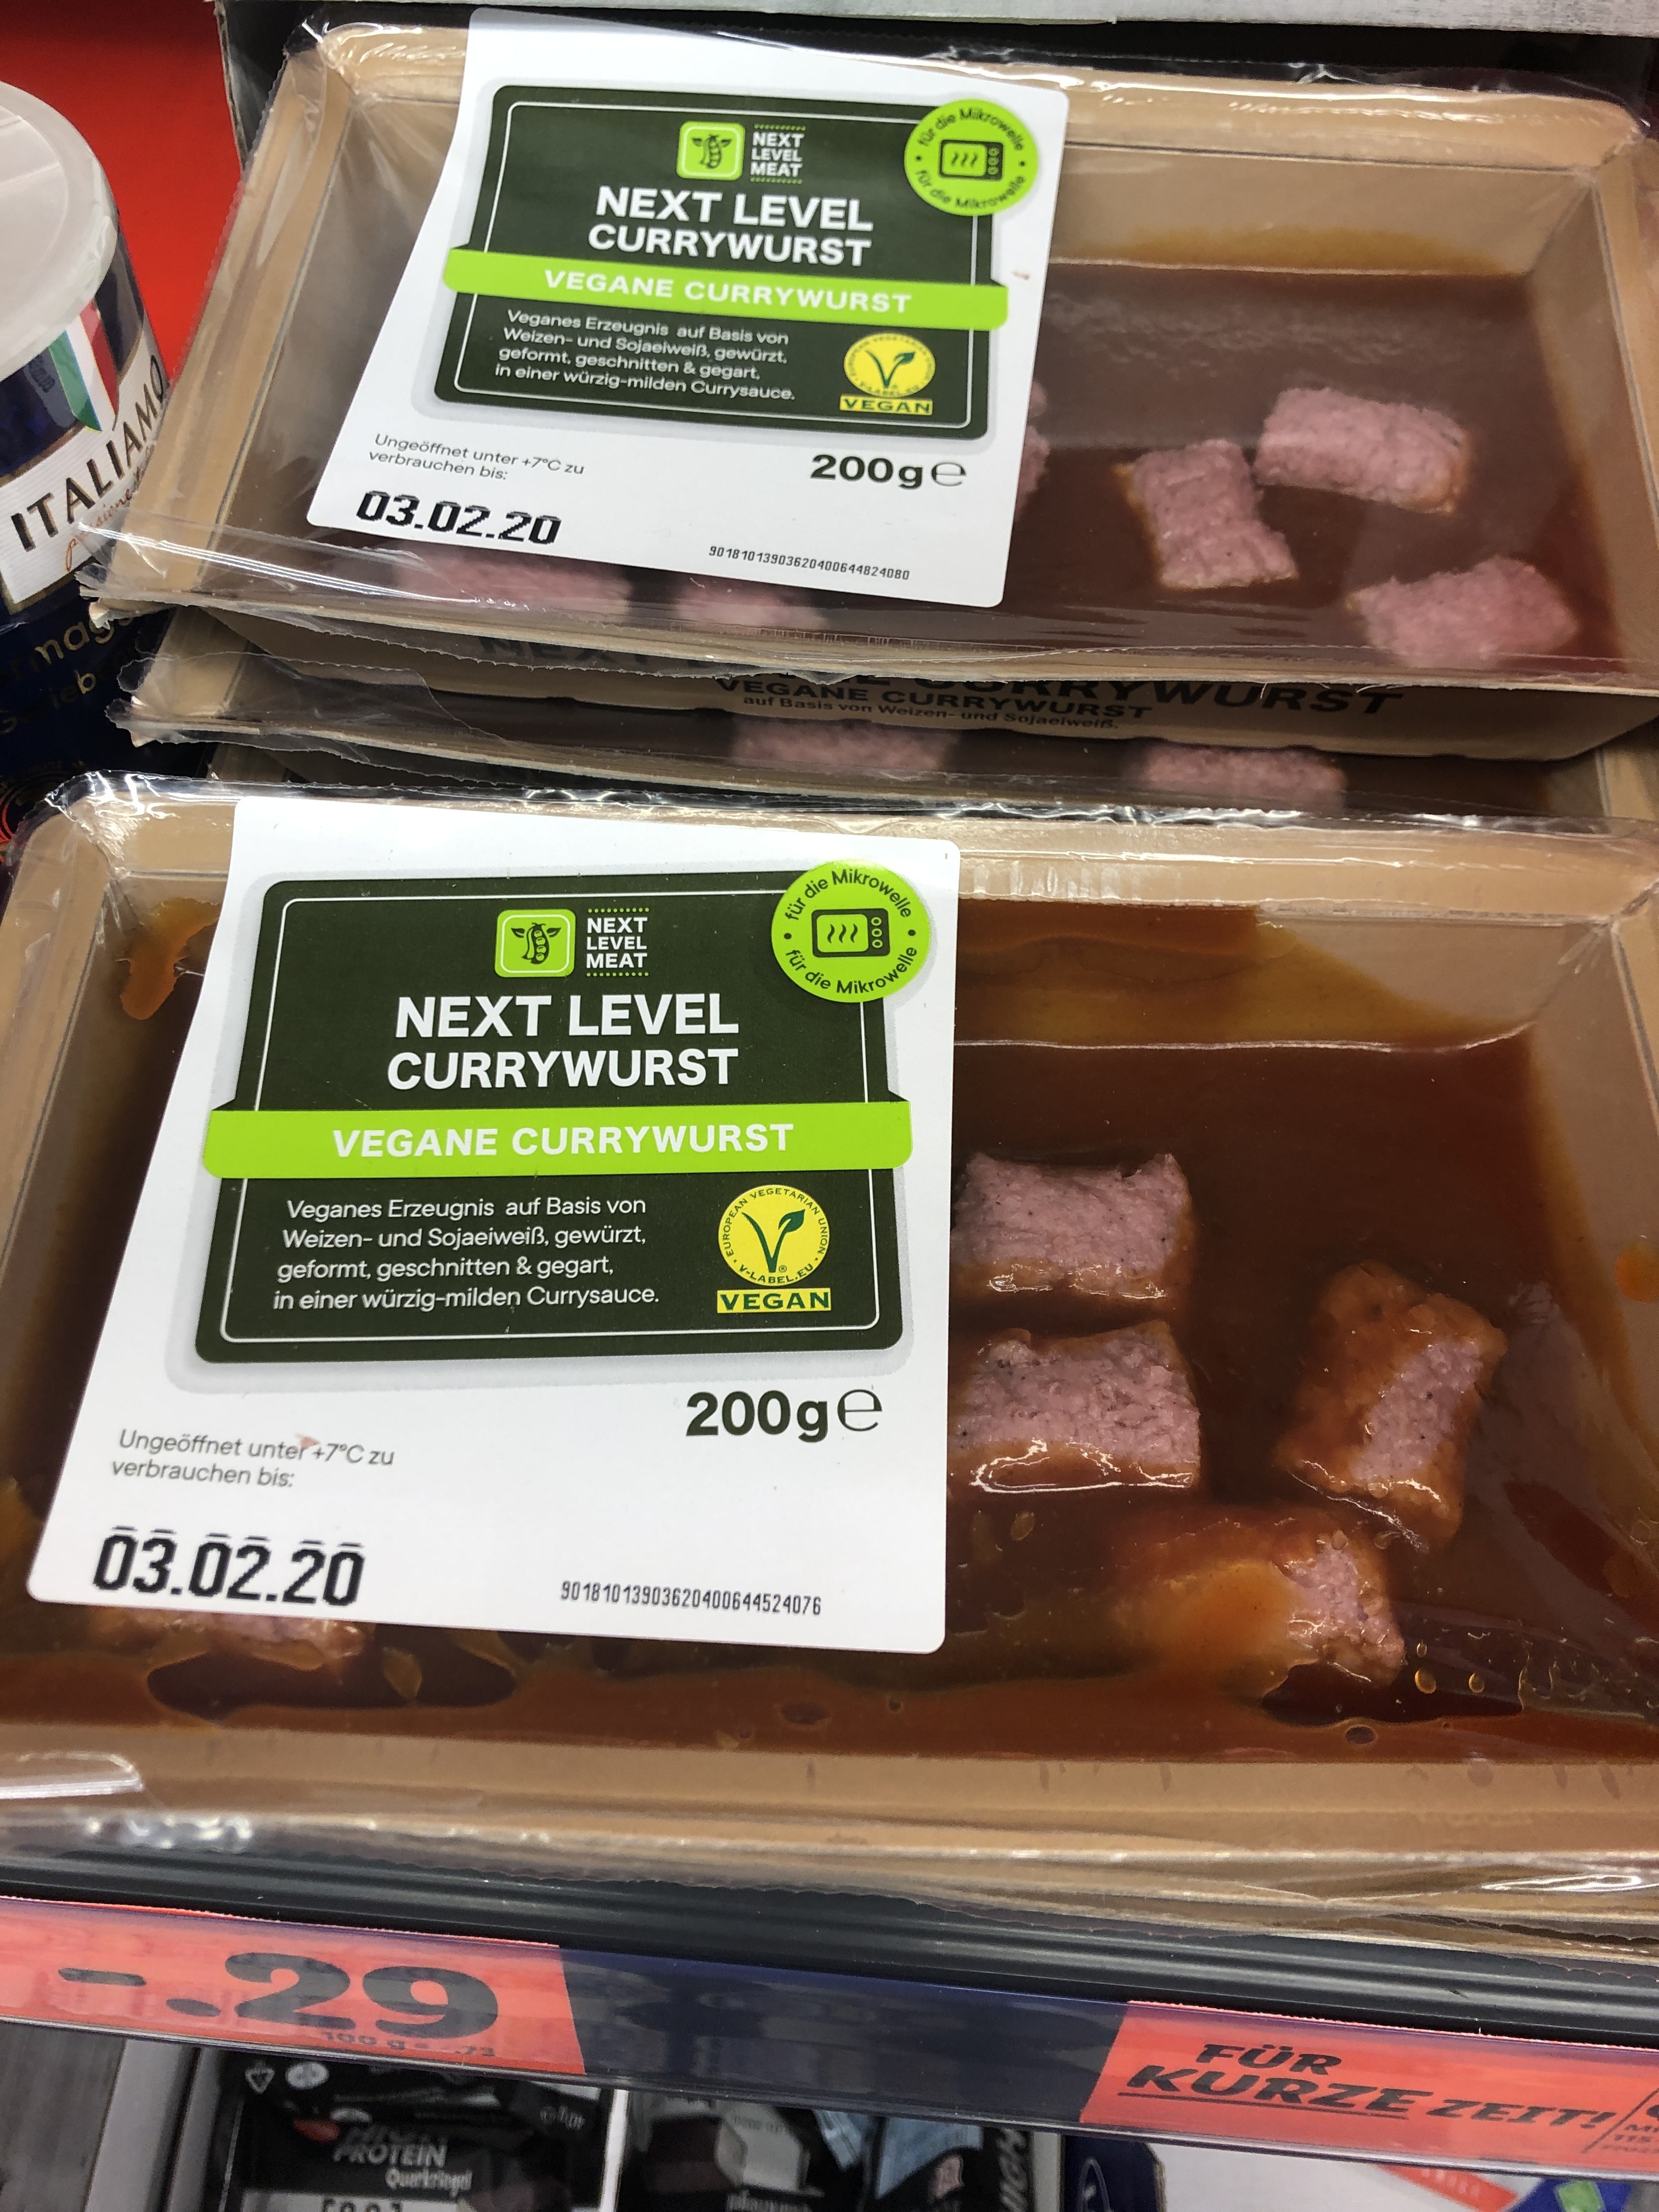 für die Mikrowelle
für die Mikrowelle
NEXT
LEVEL
MEAT
NEXT LEVEL
CURRYWURST
VEGANE CURRYWURST
Veganes Erzeugnis auf Basis von
Weizen- und Sojaeiweiß, gewürzt,
geformt, geschnitten & gegart,
in einer würzig-milden Currysauce.
VEGAN
Ungeöffnet unter +7°C zu
verbrauchen bis:
200g e
03.02.20
90181013903620400644824080
ITALIAMO
CURRYWURST
VEGANE CURRYWURST
auf Basis von Weizen- und Sojaeiweiß.
für die Mikrowelle
für die Mikrowelle
NEXT
LEVEL
MEAT
NEXT LEVEL
CURRYWURST
VEGANE CURRYWURST
Veganes Erzeugnis auf Basis von
Weizen- und Sojaeiweiß, gewürzt,
geformt, geschnitten & gegart,
in einer würzig-milden Currysauce.
EUROPEAN VEGETARIAN UNION
V-LABEL.EU
VEGAN
200g e
Ungeöffnet unter +7°C zu
verbrauchen bis:
03.02.20
90181013903620400644524076
-.29
FÜR
KURZE ZEIT!
HIGH
PROTEIN
Quarkriegel